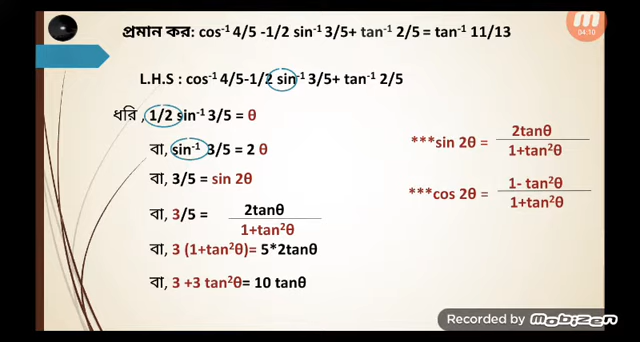 প্রমান কর: cos⁻¹ 4/5 -1/2 sin⁻¹ 3/5+ tan⁻¹ 2/5 = tan⁻¹ 11/13
04:10
L.H.S : cos⁻¹ 4/5-1/2 sin⁻¹ 3/5+ tan⁻¹ 2/5
ধরি , 1/2 sin⁻¹ 3/5 = θ
বা, sin⁻¹ 3/5 = 2 θ
বা, 3/5 = sin 2θ
বা, 3/5 = 2tanθ
1+tan²θ
বা, 3 (1+tan²θ)= 5*2tanθ
বা, 3 +3 tan²θ= 10 tanθ
***sin 2θ = 2tanθ
1+tan²θ
***cos 2θ = 1- tan²θ
1+tan²θ
Recorded by Mobizen